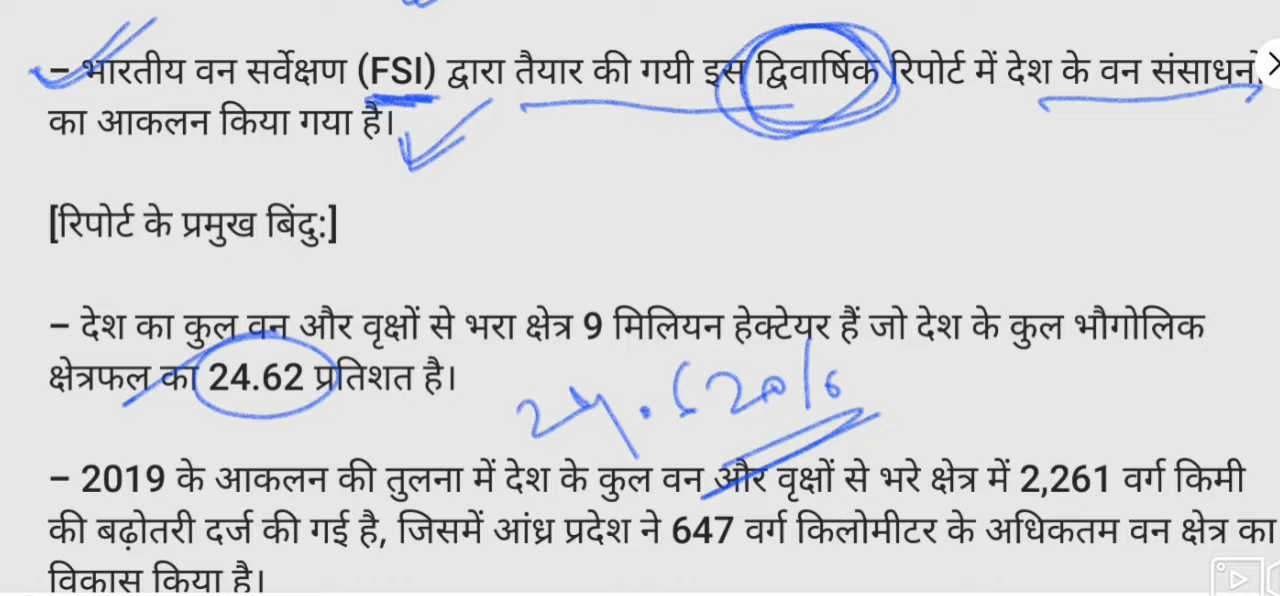 – भारतीय वन सर्वेक्षण (FSI) द्वारा तैयार की गयी इस द्विवार्षिक रिपोर्ट में देश के वन संसाधनों
का आकलन किया गया है।
[रिपोर्ट के प्रमुख बिंदु:]
– देश का कुल वन और वृक्षों से भरा क्षेत्र 9 मिलियन हेक्टेयर हैं जो देश के कुल भौगोलिक
क्षेत्रफल का 24.62 प्रतिशत है।
24.620%
– 2019 के आकलन की तुलना में देश के कुल वन और वृक्षों से भरे क्षेत्र में 2,261 वर्ग किमी
की बढ़ोतरी दर्ज की गई है, जिसमें आंध्र प्रदेश ने 647 वर्ग किलोमीटर के अधिकतम वन क्षेत्र का
विकास किया है।